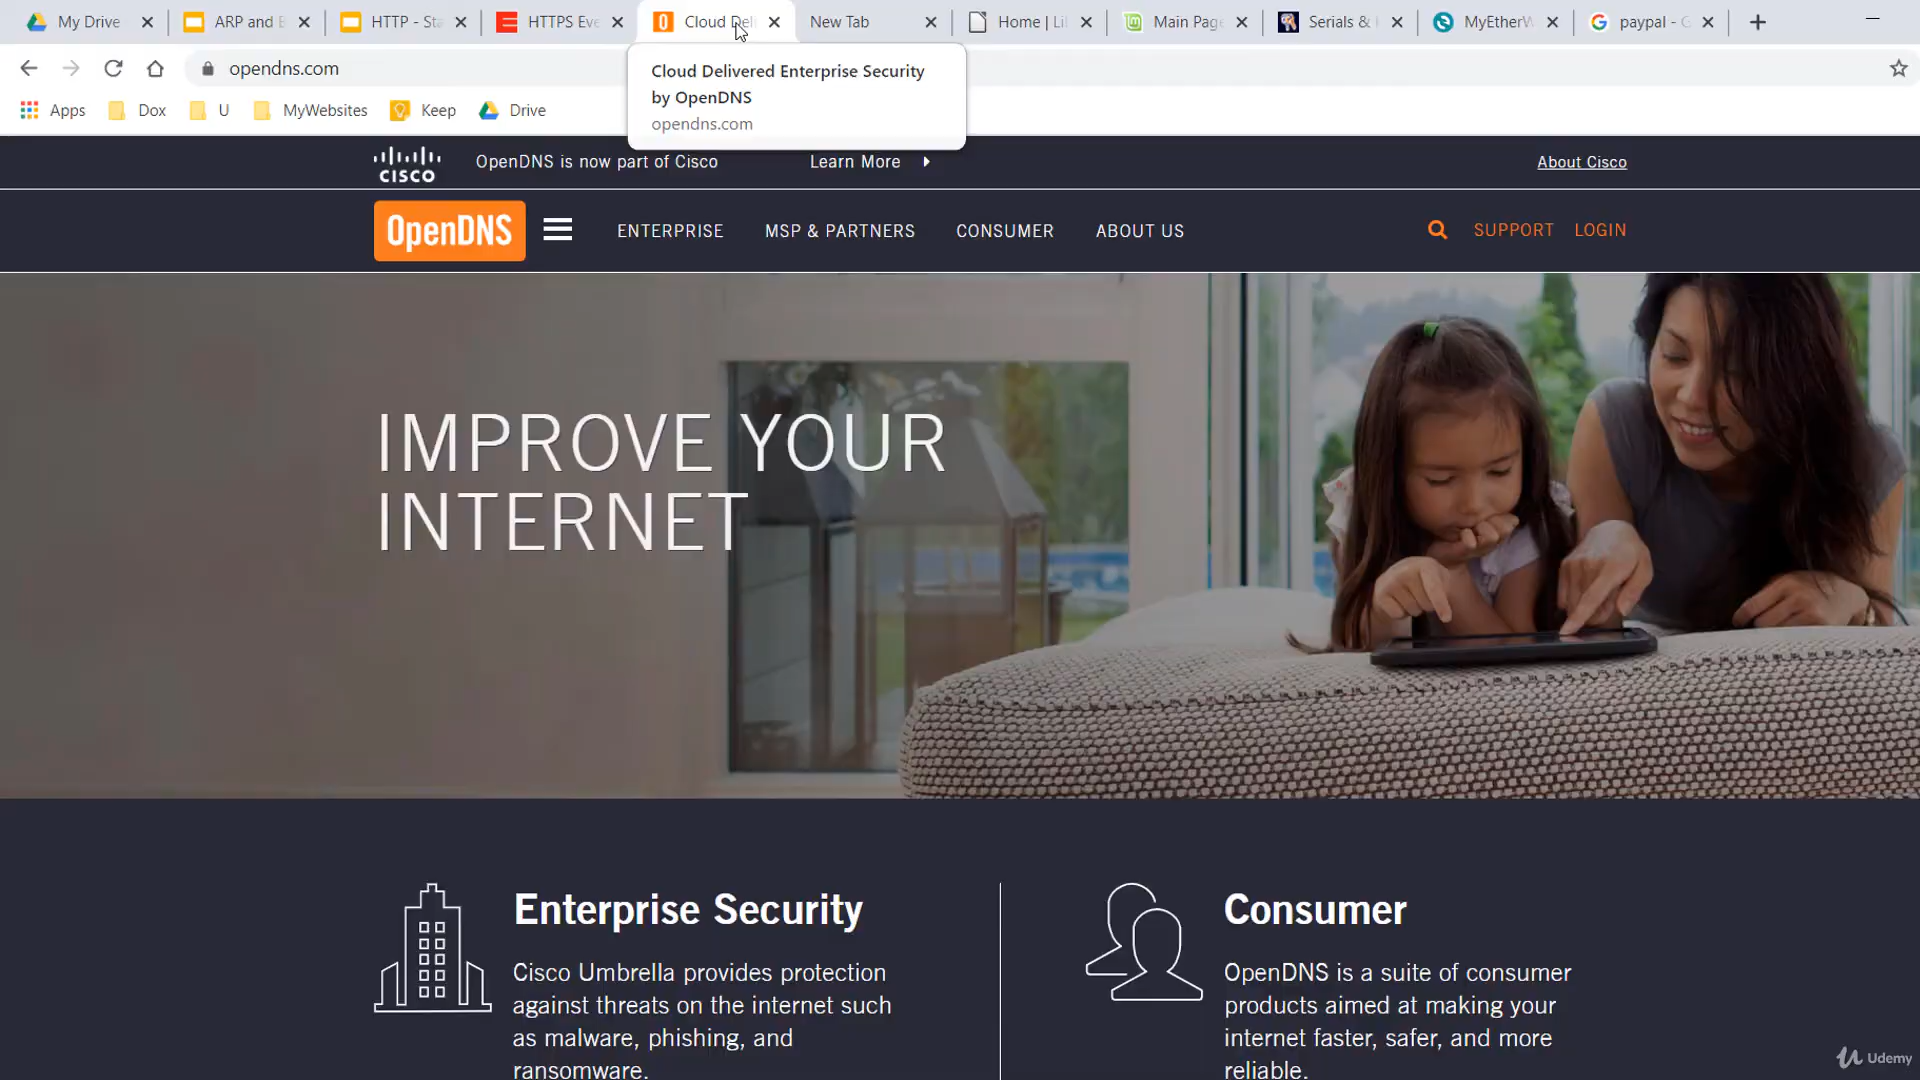 My Drive
ARP and
HTTP - Sta
HTTPS Eve
Cloud Del
New Tab
Home | Li
Main Page
Serials &
MyEtherW
paypal - G
opendns.com
Cloud Delivered Enterprise Security
by OpenDNS
opendns.com
Apps
Dox
U
MyWebsites
Keep
Drive
CISCO
OpenDNS is now part of Cisco
Learn More
About Cisco
OpenDNS
ENTERPRISE
MSP & PARTNERS
CONSUMER
ABOUT US
SUPPORT
LOGIN
IMPROVE YOUR
INTERNET
Enterprise Security
Cisco Umbrella provides protection
against threats on the internet such
as malware, phishing, and
ransomware.
Consumer
OpenDNS is a suite of consumer
products aimed at making your
internet faster, safer, and more
reliable.
Udemy